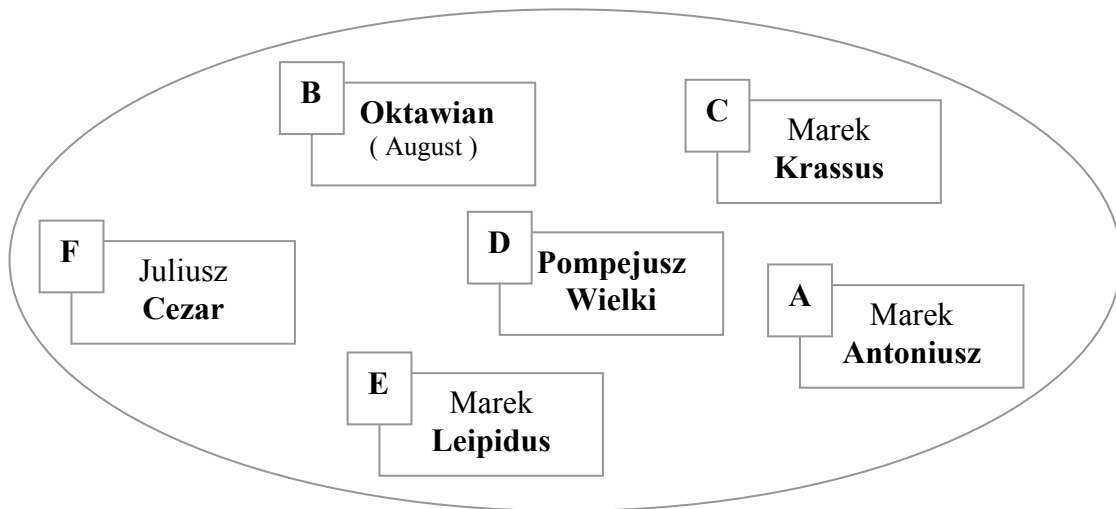 B
Oktawian
( August )
C
Marek
Krassus
F
Juliusz
Cezar
D
Pompejusz
Wielki
A
Marek
Antoniusz
E
Marek
Leipidus